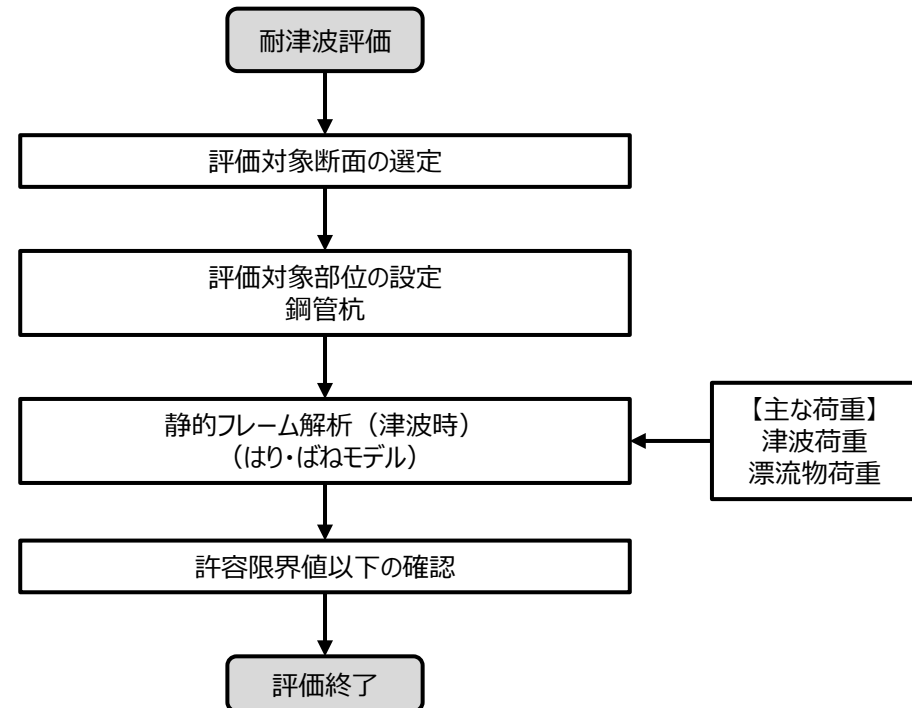 耐津波評価
評価対象断面の選定
評価対象部位の設定
鋼管杭
静的フレーム解析（津波時）
（はり・ばねモデル）
【主な荷重】
津波荷重
漂流物荷重
許容限界値以下の確認
評価終了